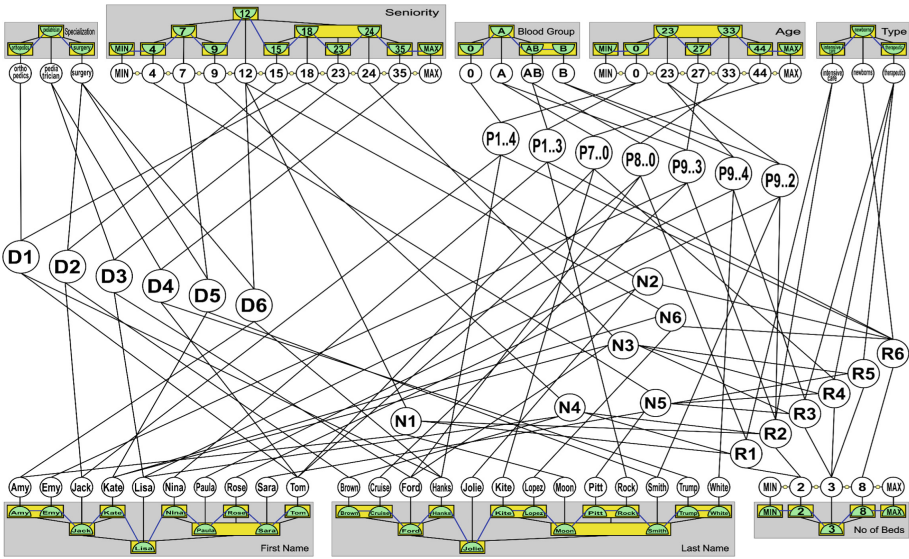 pediatrician Specialization
orthopedics surgery
12 Seniority
7 18 24
MIN 4 9 15 23 35 MAX
A Blood Group
0 AB B
23 33 Age
MIN 0 27 44 MAX
newborns Type
intensive care therapeutic
ortho pedics
pedia trician
surgery
MIN 4 7 9 12 15 18 23 24 35 MAX
0 A AB B
MIN 0 23 27 33 44 MAX
intensive care
newborns
therapeutic
P1..4 P1..3 P7..0 P8..0 P9..3 P9..4 P9..2
D1 D2 D3 D4 D5 D6
N2
N6
N3
R6
R5
R4
N5
N4
R3
N1
R2
R1
Amy Emy Jack Kate Lisa Nina Paula Rose Sara Tom
Brown Cruise Ford Hanks Jolie Kite Lopez Moon Pitt Rock Smith Trump White
MIN 2 3 8 MAX
Amy Emy Kate Nina Rose Tom
Jack Paula Sara
Lisa First Name
Brown Cruise Hanks Kite Lopez Pitt Rock Trump White
Ford Moon Smith
Jolie Last Name
MIN 2 8 MAX
3 No of Beds